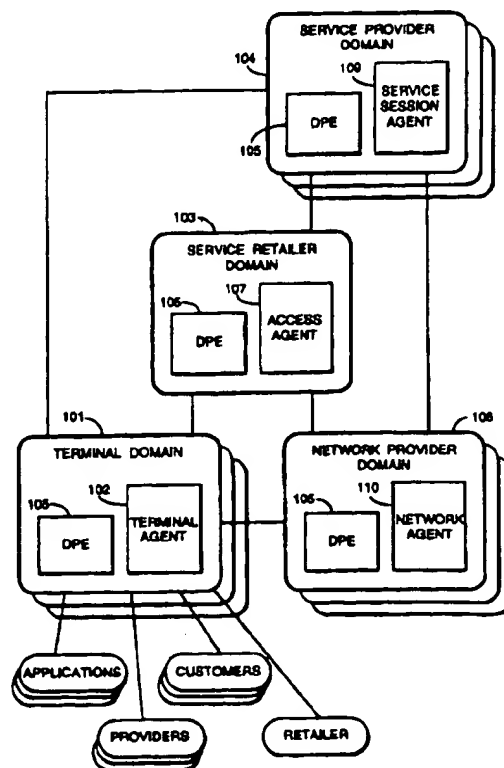 SERVICE PROVIDER
DOMAIN
104
109
SERVICE
SESSION
AGENT
DPE
105
103
SERVICE RETAILER
DOMAIN
107
105
ACCESS
AGENT
DPE
101
108
TERMINAL DOMAIN
NETWORK PROVIDER
DOMAIN
102
110
105
105
TERMINAL
AGENT
NETWORK
AGENT
DPE
DPE
APPLICATIONS
CUSTOMERS
PROVIDERS
RETAILER